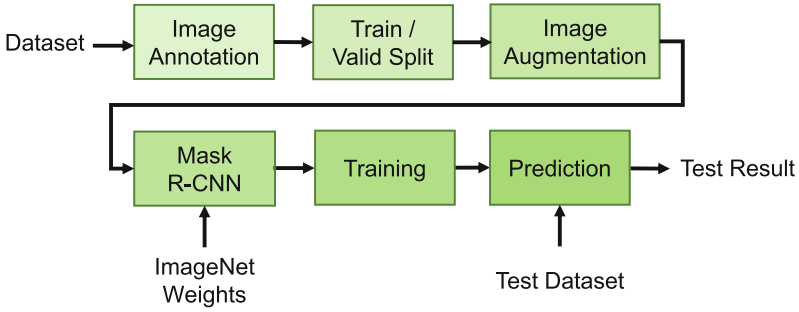 Dataset
Image
Annotation
Train /
Valid Split
Image
Augmentation
Mask
R-CNN
Training
Prediction
Test Result
ImageNet
Weights
Test Dataset